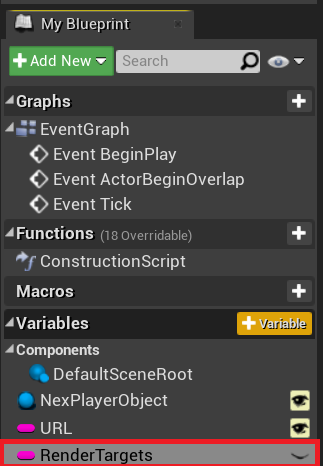 My Blueprint
Add New Search
Graphs
EventGraph
Event BeginPlay
Event ActorBeginOverlap
Event Tick
Functions (18 Overridable)
ConstructionScript
Macros
Variables + Variable
Components
DefaultSceneRoot
NexPlayerObject
URL
RenderTargets